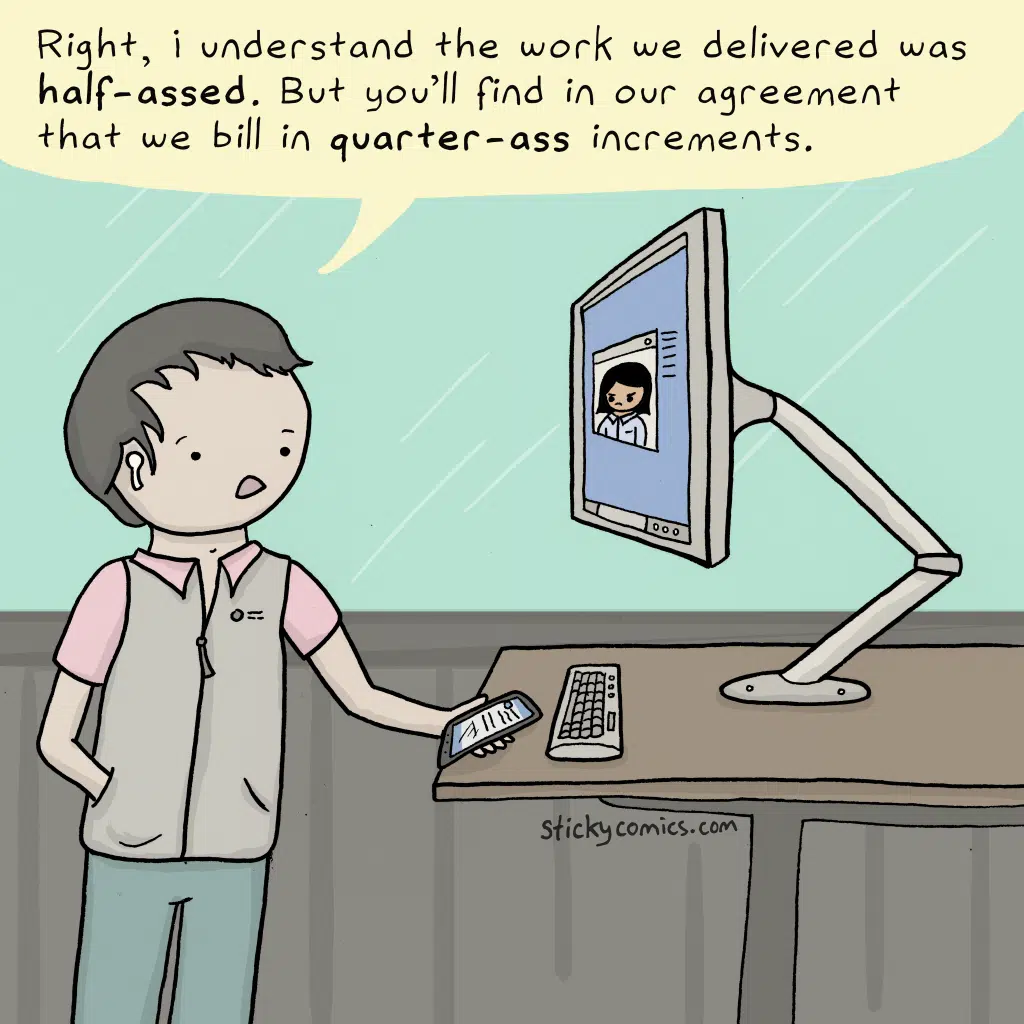 Right, i understand the work we delivered was
half-assed. But you'll find in our agreement
that we bill in quarter-ass increments.
stickycomics.com